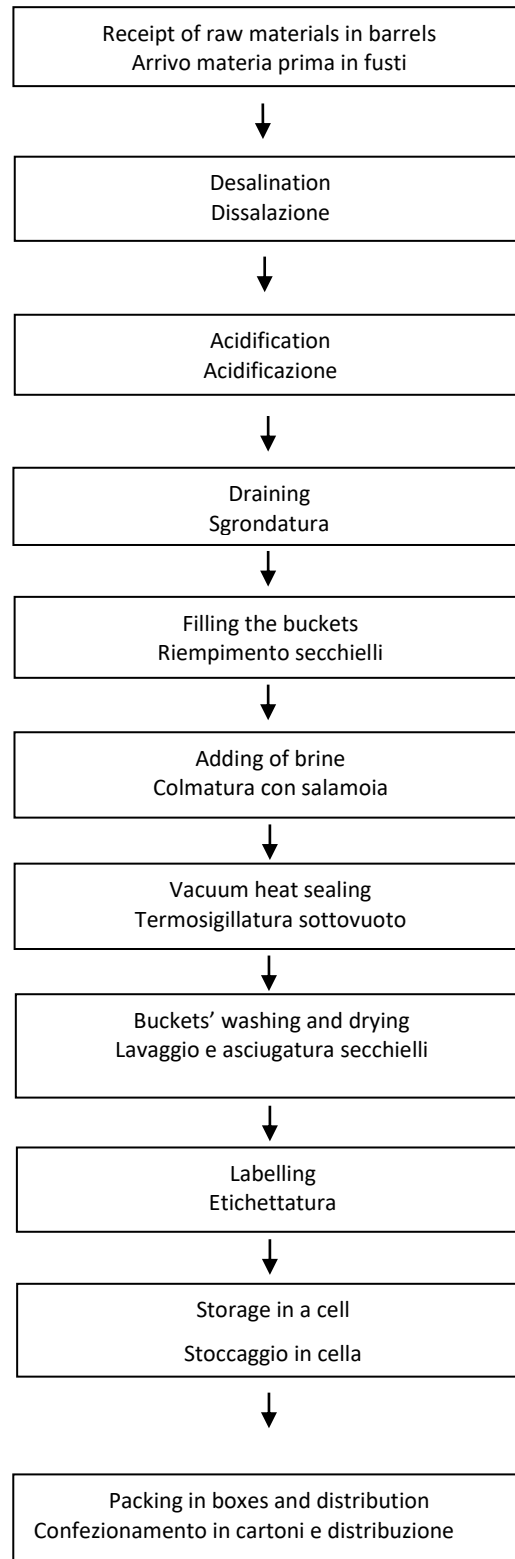 Receipt of raw materials in barrels
Arrivo materia prima in fusti
Desalination
Dissalazione
Acidification
Acidificazione
Draining
Sgrondatura
Filling the buckets
Riempimento secchielli
Adding of brine
Colmatura con salamoia
Vacuum heat sealing
Termosigillatura sottovuoto
Buckets’ washing and drying
Lavaggio e asciugatura secchielli
Labelling
Etichettatura
Storage in a cell
Stoccaggio in cella
Packing in boxes and distribution
Confezionamento in cartoni e distribuzione